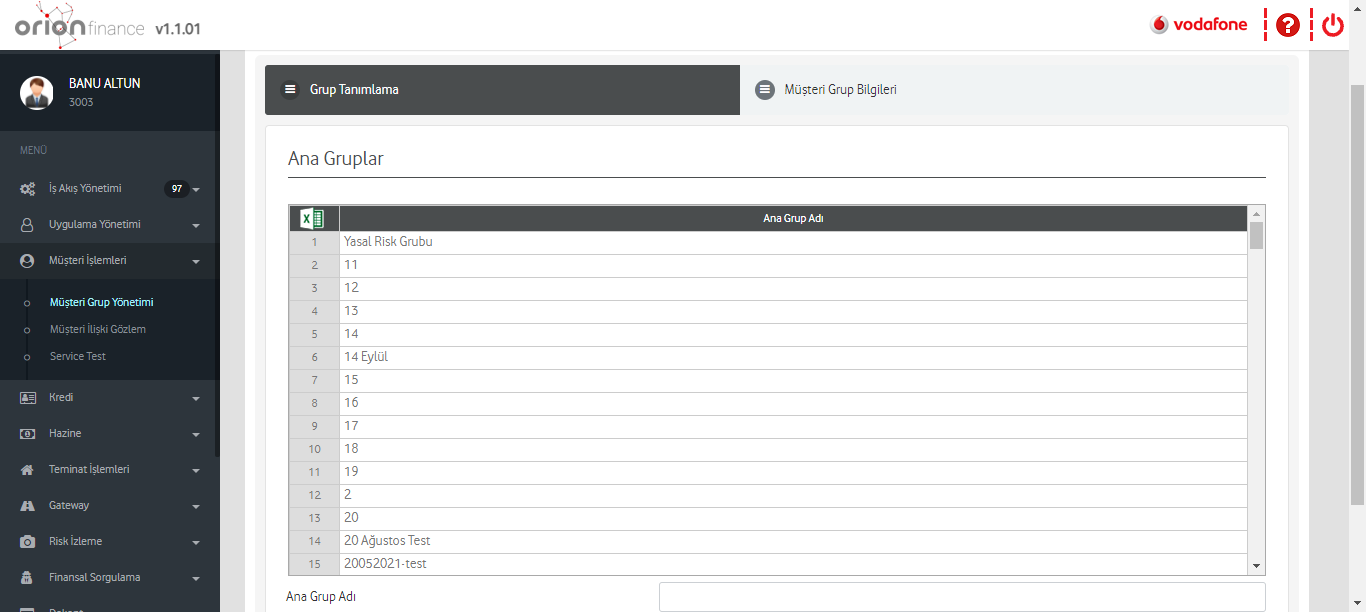 orionfinance v1.1.01
vodafone
?
BANU ALTUN
3003
MENÜ
İş Akış Yönetimi 97
Uygulama Yönetimi
Müşteri İşlemleri
Müşteri Grup Yönetimi
Müşteri İlişki Gözlem
Service Test
Kredi
Hazine
Teminat İşlemleri
Gateway
Risk İzleme
Finansal Sorgulama
Grup Tanımlama
Müşteri Grup Bilgileri
Ana Gruplar
Ana Grup Adı
1 Yasal Risk Grubu
2 11
3 12
4 13
5 14
6 14 Eylül
7 15
8 16
9 17
10 18
11 19
12 2
13 20
14 20 Ağustos Test
15 20052021-test
Ana Grup Adı